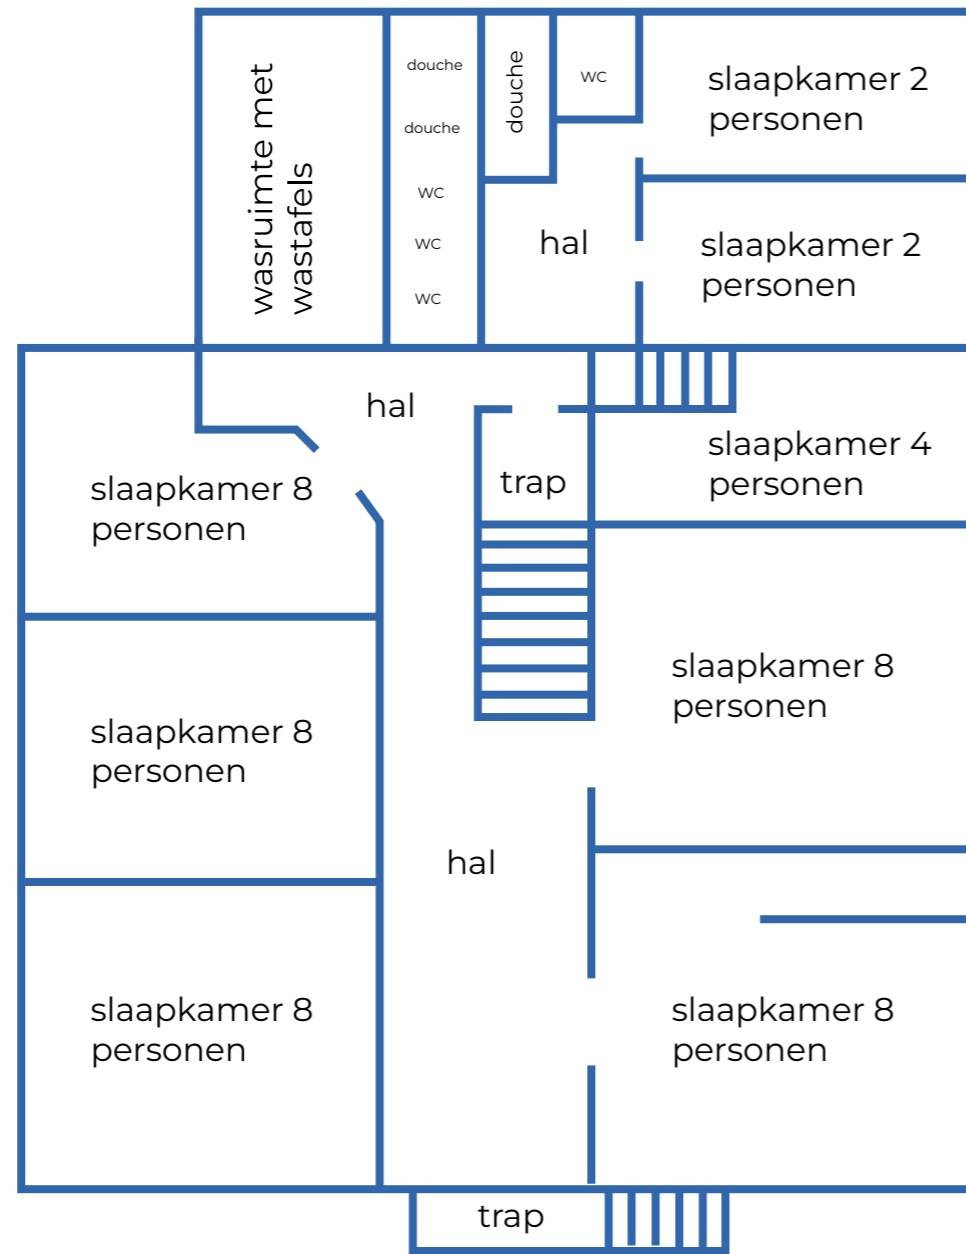 wasruimte met
wastafels
douche
douche
WC
WC
WC
douche
WC
slaapkamer 2
personen
hal
slaapkamer 2
personen
hal
trap
slaapkamer 4
personen
slaapkamer 8
personen
slaapkamer 8
personen
slaapkamer 8
personen
hal
slaapkamer 8
personen
slaapkamer 8
personen
trap